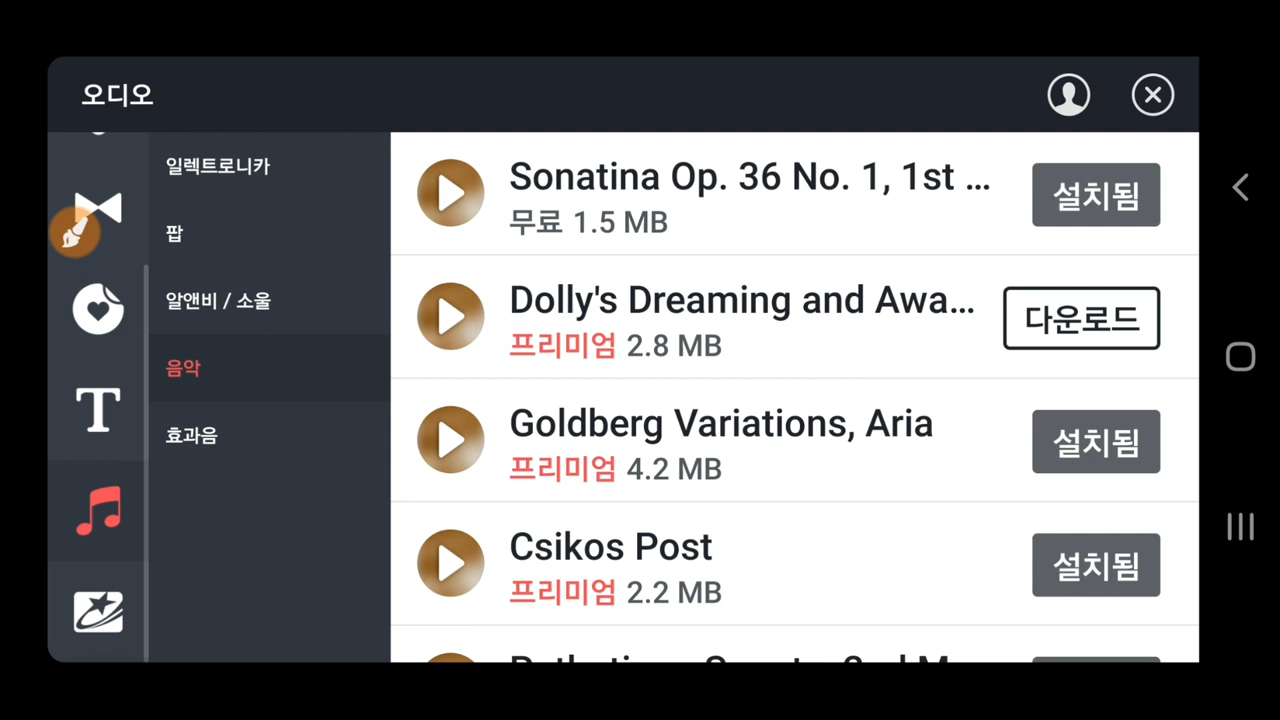 오디오
일렉트로니카
팝
알앤비 / 소울
음악
효과음
Sonatina Op. 36 No. 1, 1st ...
무료 1.5 MB
설치됨
Dolly's Dreaming and Awa...
프리미엄 2.8 MB
다운로드
Goldberg Variations, Aria
프리미엄 4.2 MB
설치됨
Csikos Post
프리미엄 2.2 MB
설치됨